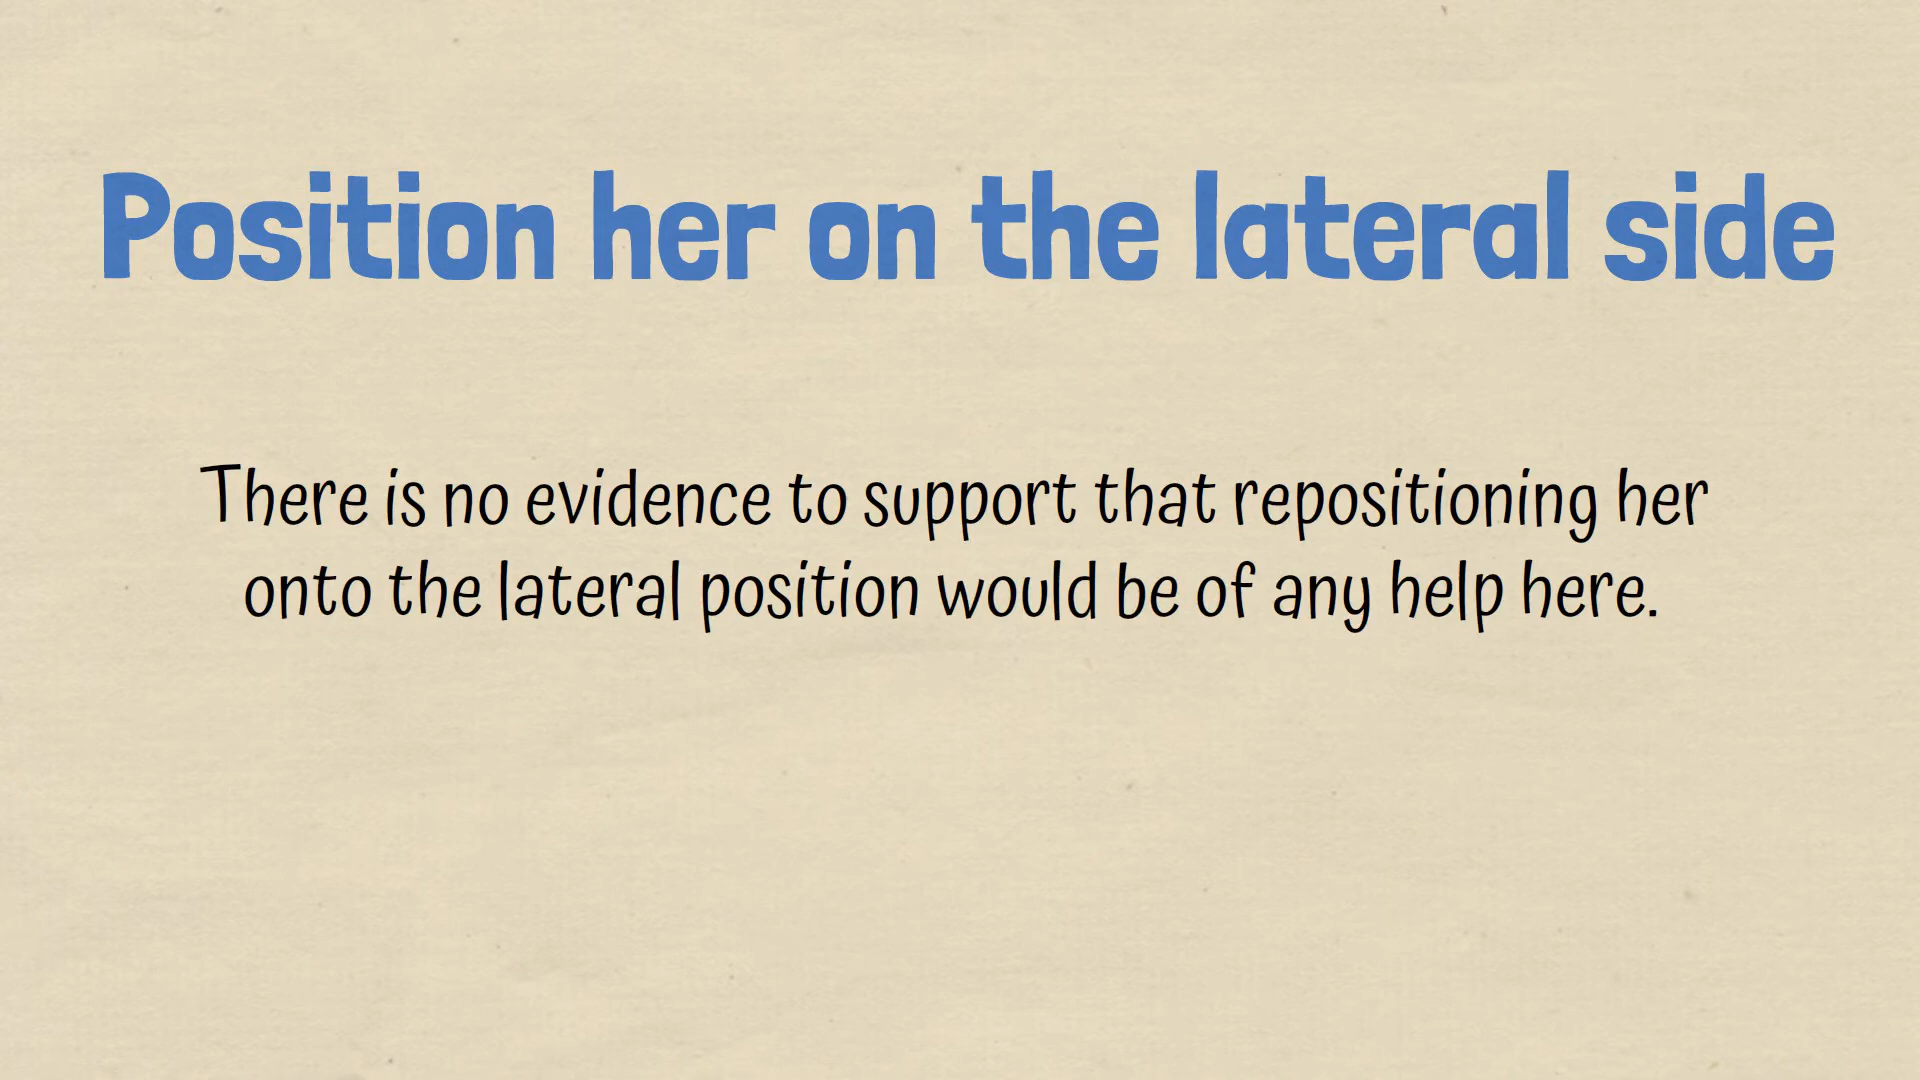 Position her on the lateral side
There is no evidence to support that repositioning her
onto the lateral position would be of any help here.